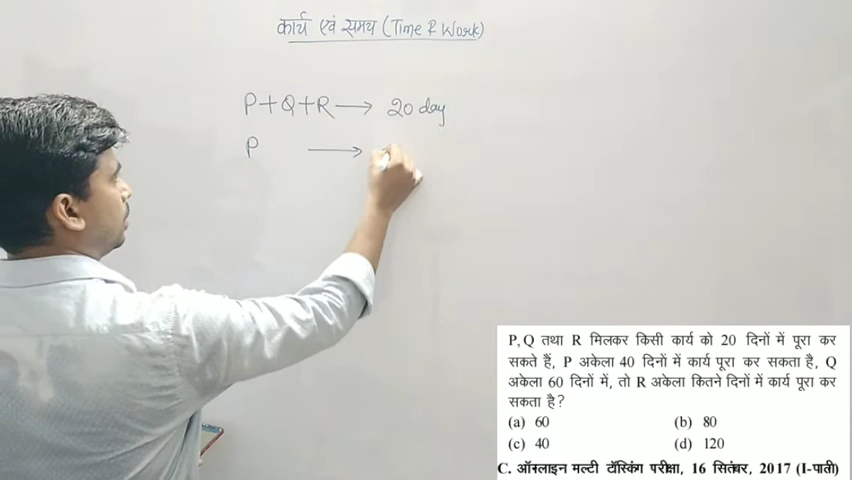 कार्य एवं समय (Time & Work)
P+Q+R → 20 day
P →
P, Q तथा R मिलकर किसी कार्य को 20 दिनों में पूरा कर
सकते हैं, P अकेला 40 दिनों में कार्य पूरा कर सकता है, Q
अकेला 60 दिनों में, तो R अकेला कितने दिनों में कार्य पूरा कर
सकता है?
(a) 60 (b) 80
(c) 40 (d) 120
C. ऑनलाइन मल्टी टॉस्किंग परीक्षा, 16 सितंबर, 2017 (I-पाती)